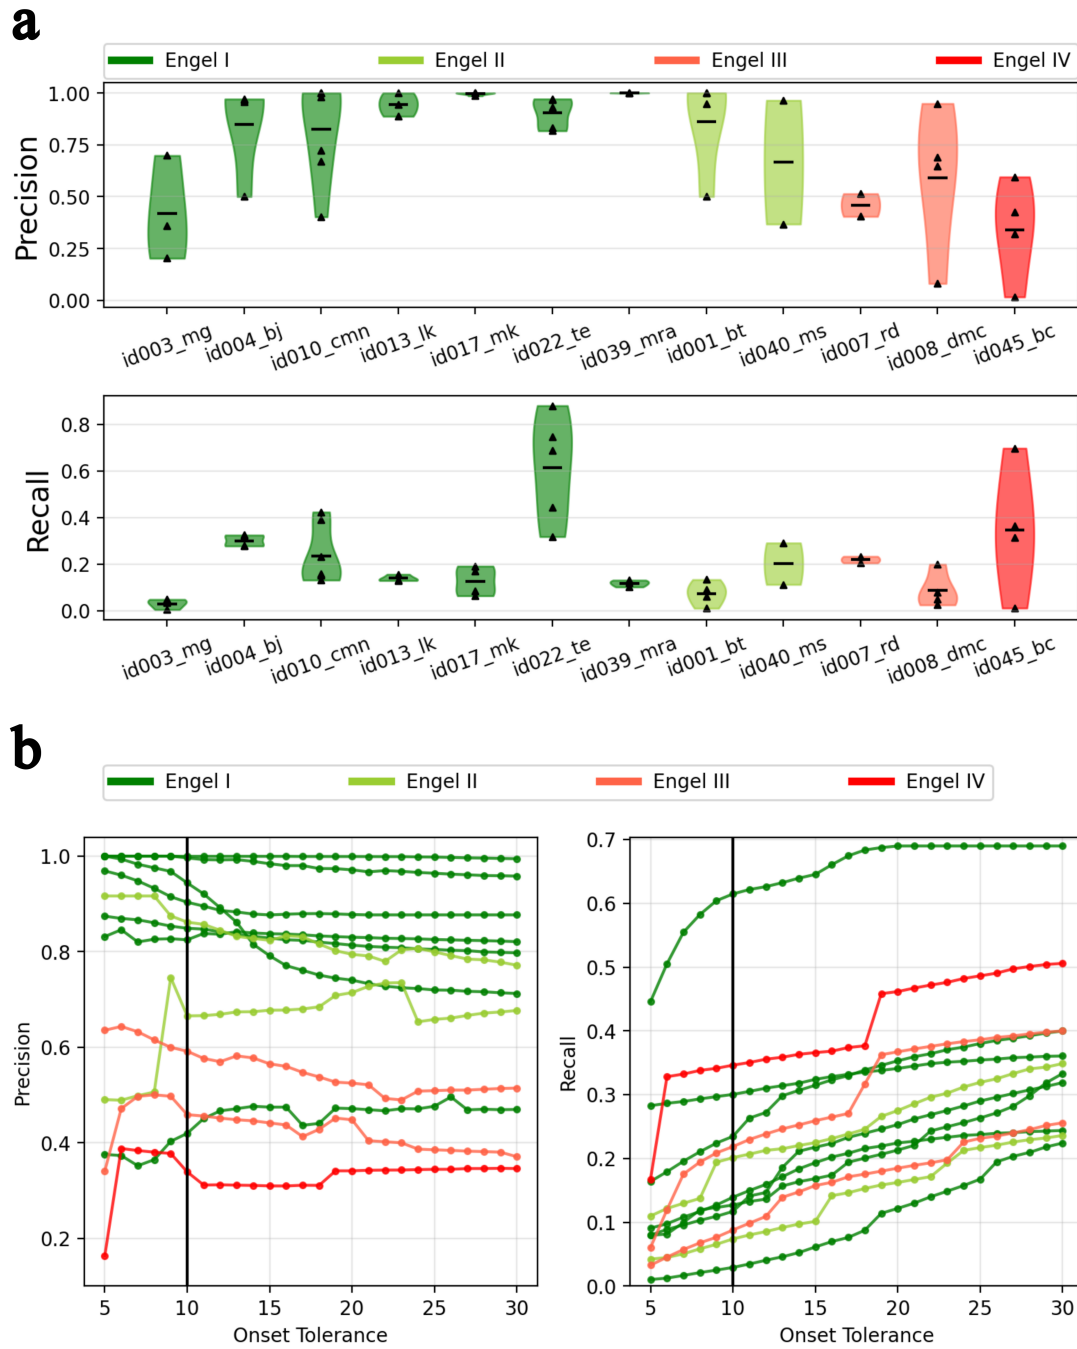 a
Engel I Engel II Engel III Engel IV
Precision
1.00
0.75
0.50
0.25
0.00
id003_mg id004_bj id010_cmn id013_lk id017_mk id022_te id039_mra id001_bt id040_ms id007_rd id008_dmc id045_bc
Recall
0.8
0.6
0.4
0.2
0.0
id003_mg id004_bj id010_cmn id013_lk id017_mk id022_te id039_mra id001_bt id040_ms id007_rd id008_dmc id045_bc
b
Engel I Engel II Engel III Engel IV
Precision
1.0
0.8
0.6
0.4
0.2
5 10 15 20 25 30
Onset Tolerance
Recall
0.7
0.6
0.5
0.4
0.3
0.2
0.1
0.0
5 10 15 20 25 30
Onset Tolerance